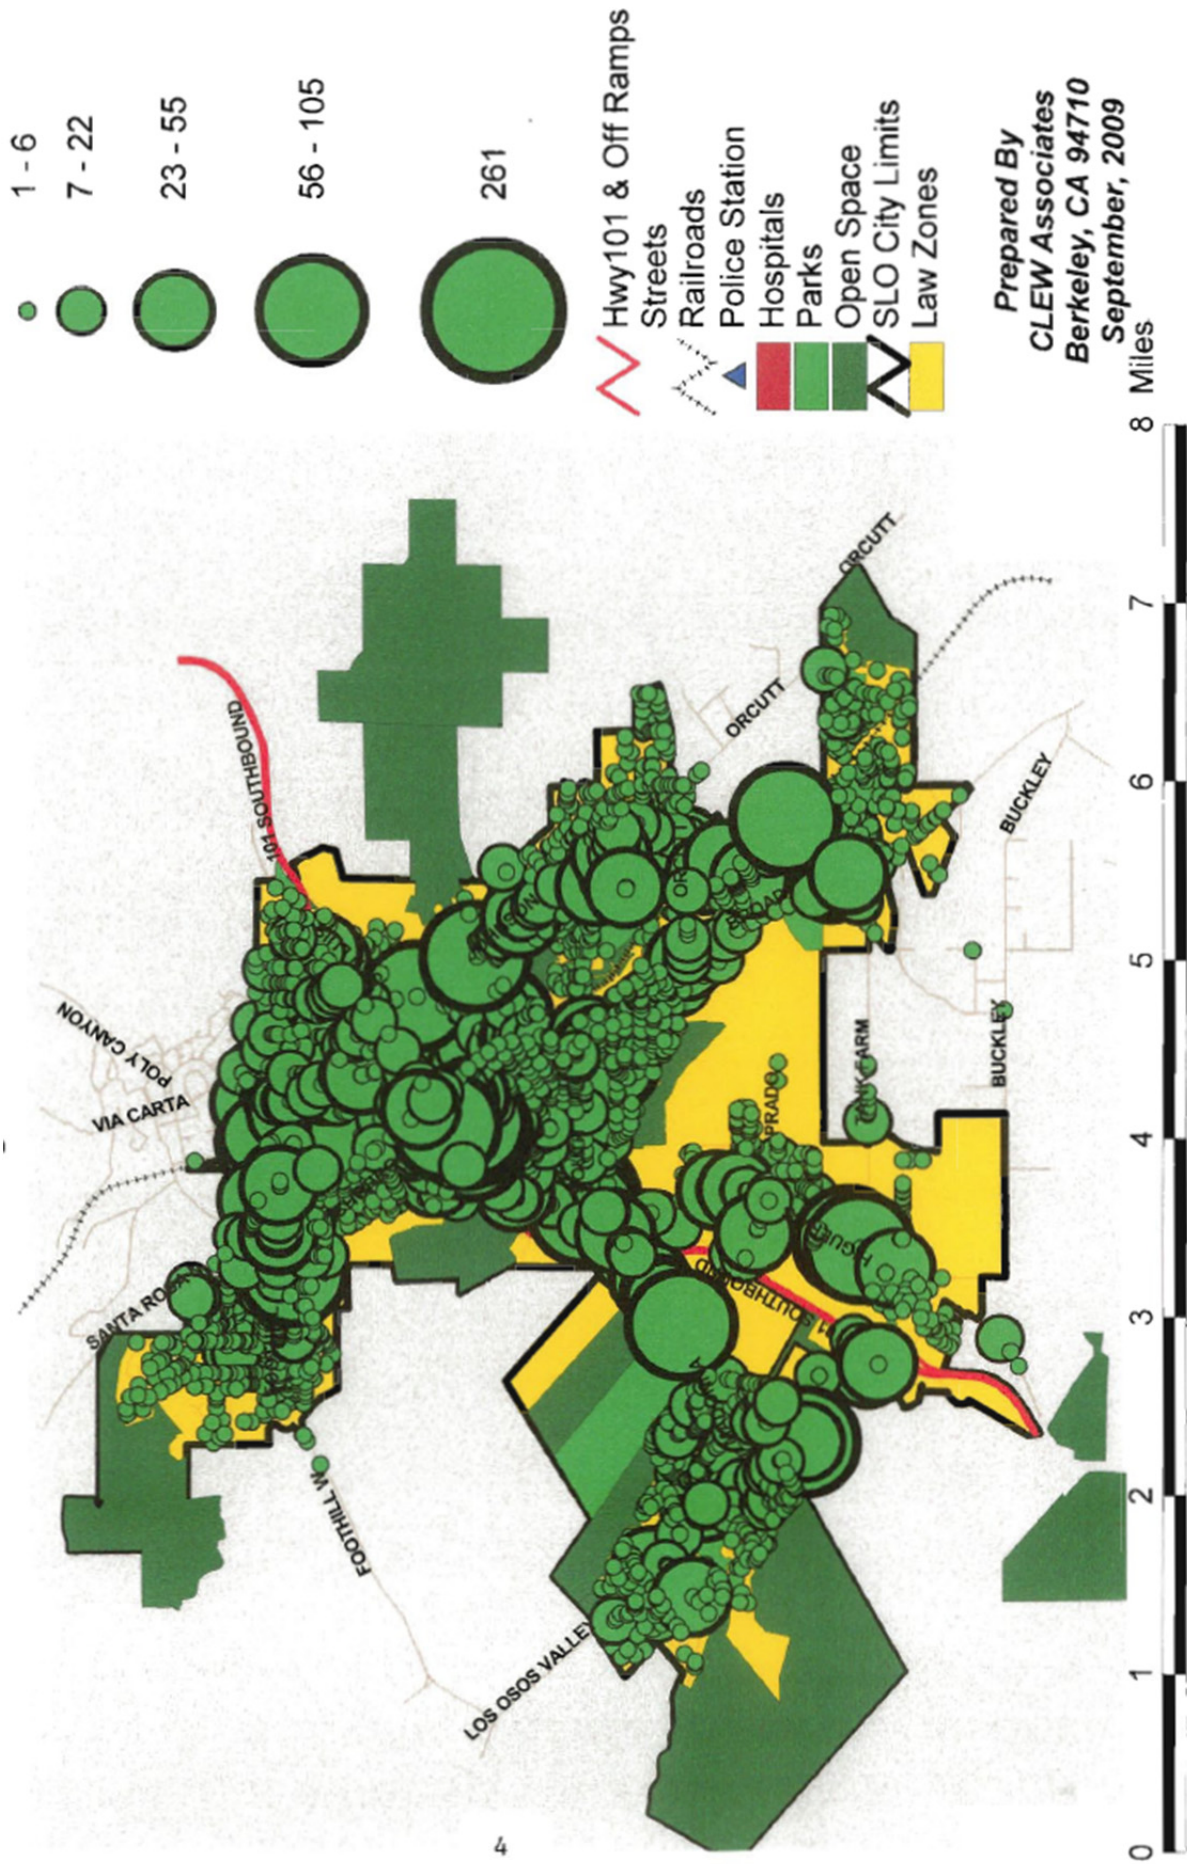 1 - 6
7 - 22
23 - 55
56 - 105
261
Hwy101 & Off Ramps
Streets
Railroads
Police Station
Hospitals
Parks
Open Space
SLO City Limits
Law Zones
Prepared By
CLEW Associates
Berkeley, CA 94710
September, 2009
POLY CANYON
VIA CARTA
SANTA ROSA
101 SOUTHBOUND
FOOTHILL W
LOS OSOS VALLEY
ORCUTT
ORCUTT
BUCKLEY
BUCKLEY
PRADO
SOUTHBOUND
0 1 2 3 4 5 6 7 8 Miles
4